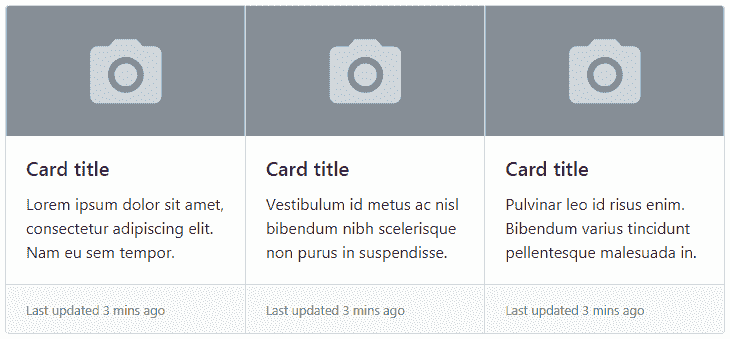 Card title
Lorem ipsum dolor sit amet,
consectetur adipiscing elit.
Nam eu sem tempor.
Last updated 3 mins ago
Card title
Vestibulum id metus ac nisl
bibendum nibh scelerisque
non purus in suspendisse.
Last updated 3 mins ago
Card title
Pulvinar leo id risus enim.
Bibendum varius tincidunt
pellentesque malesuada in.
Last updated 3 mins ago